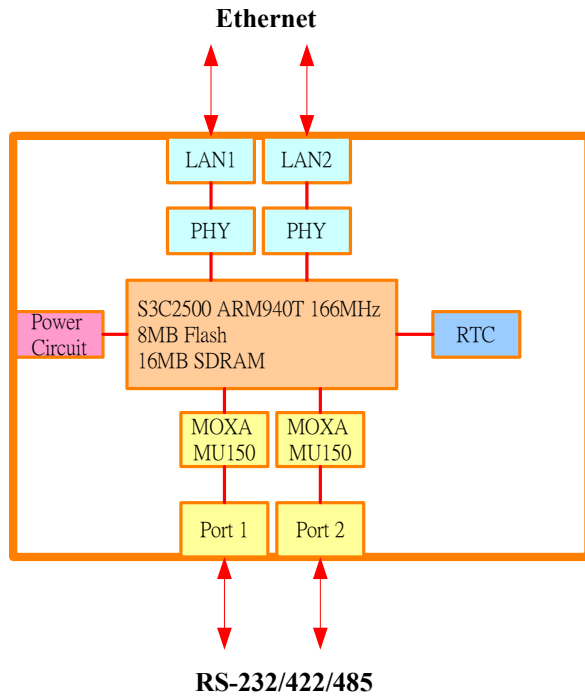 Ethernet
LAN1
LAN2
PHY
PHY
S3C2500 ARM940T 166MHz
8MB Flash
16MB SDRAM
Power
Circuit
RTC
MOXA
MU150
MOXA
MU150
Port 1
Port 2
RS-232/422/485